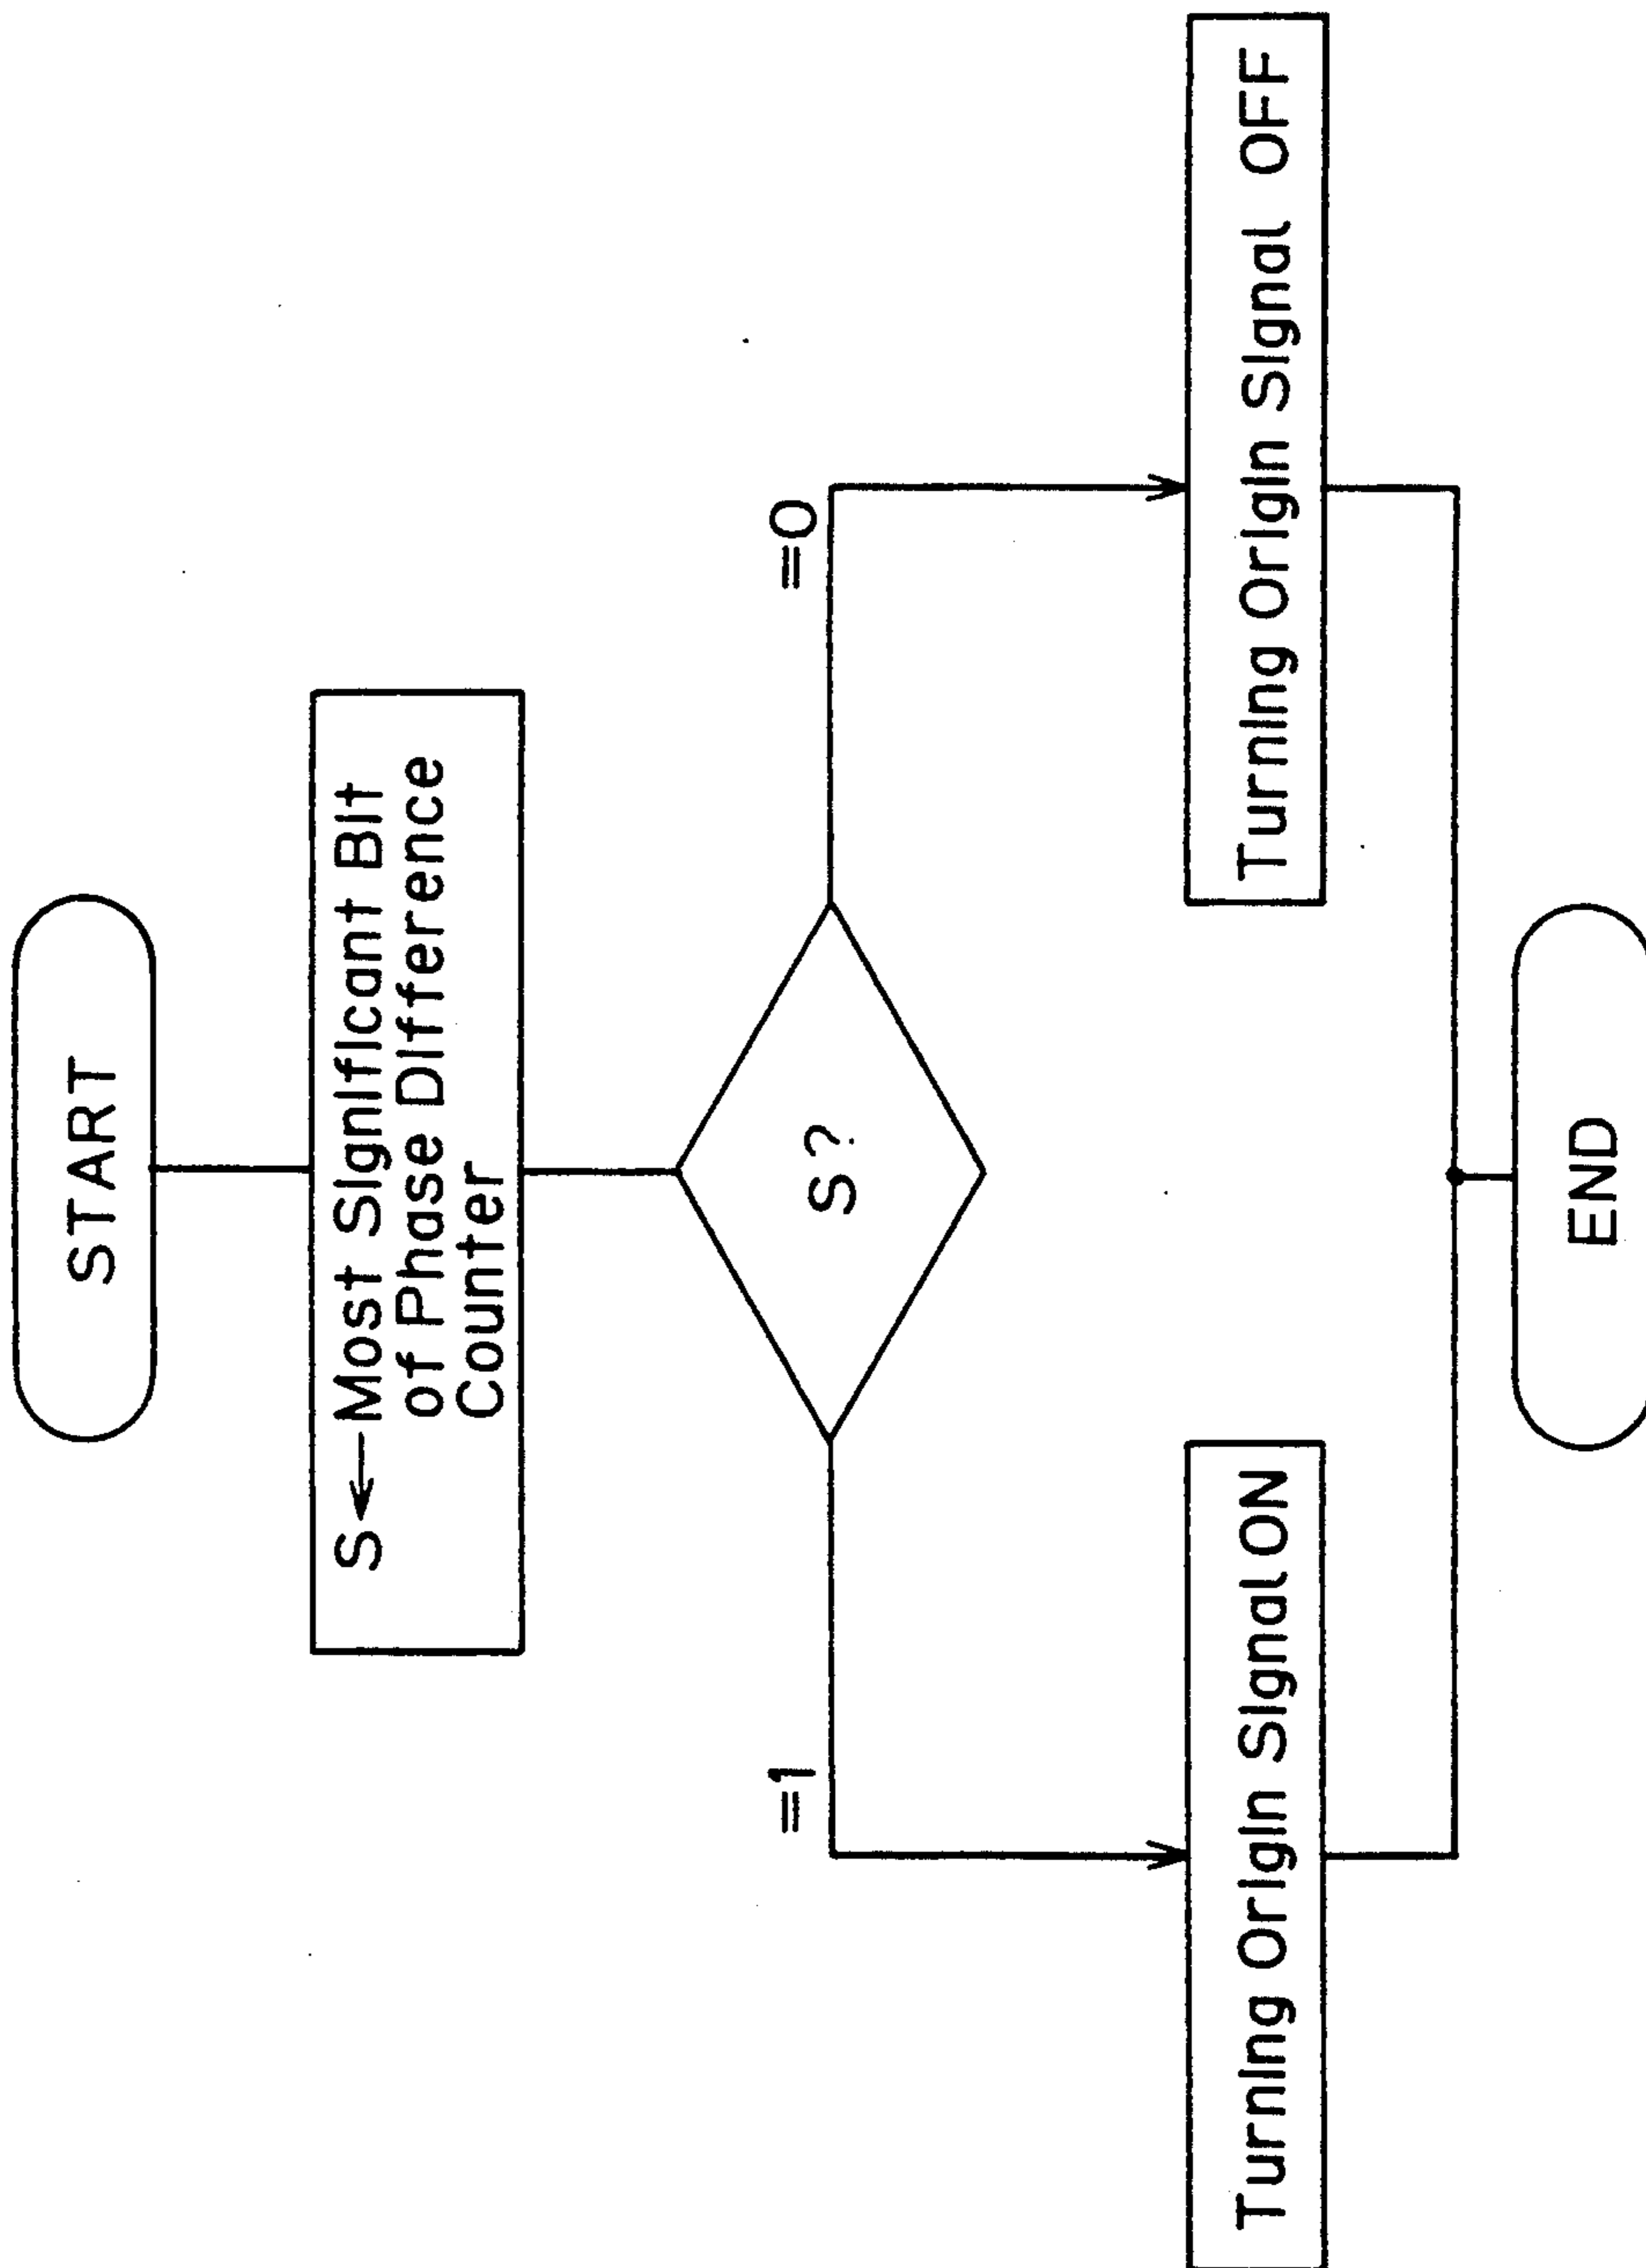 START
S←Most Significant Bit
of Phase Difference
Counter
S?
=1
=0
Turning Origin Signal ON
Turning Origin Signal OFF
END